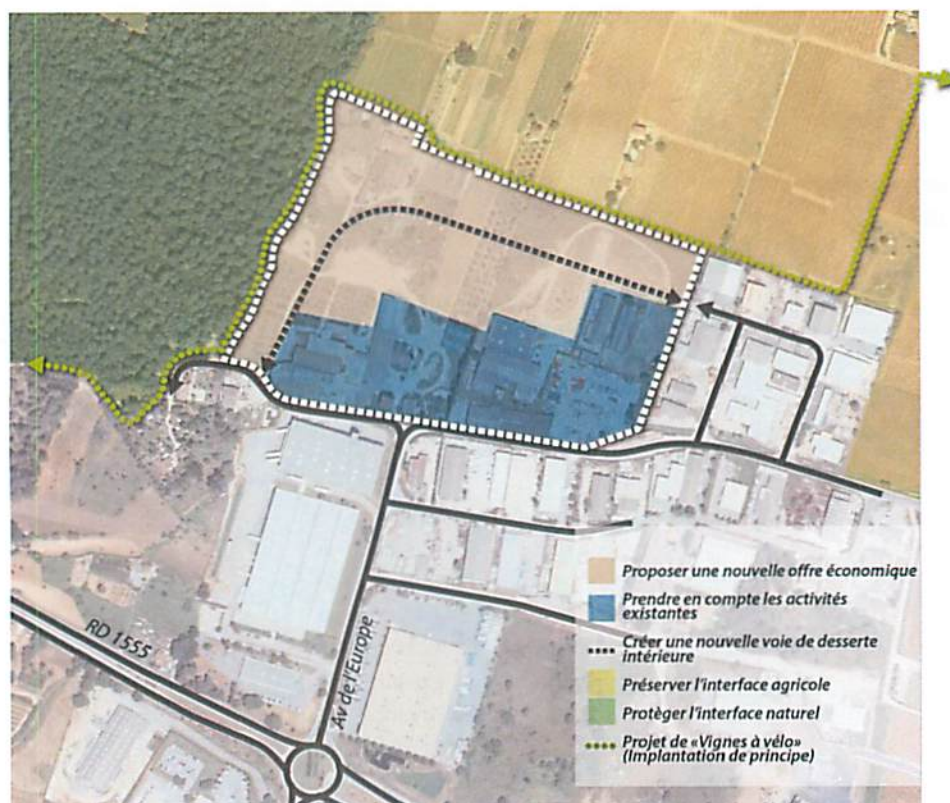 RD 1555
Av de l'Europe
Proposer une nouvelle offre économique
Prendre en compte les activités
existantes
Créer une nouvelle voie de desserte
intérieure
Préserver l'interface agricole
Protèger l'interface naturel
Projet de «Vignes à vélo»
(Implantation de principe)